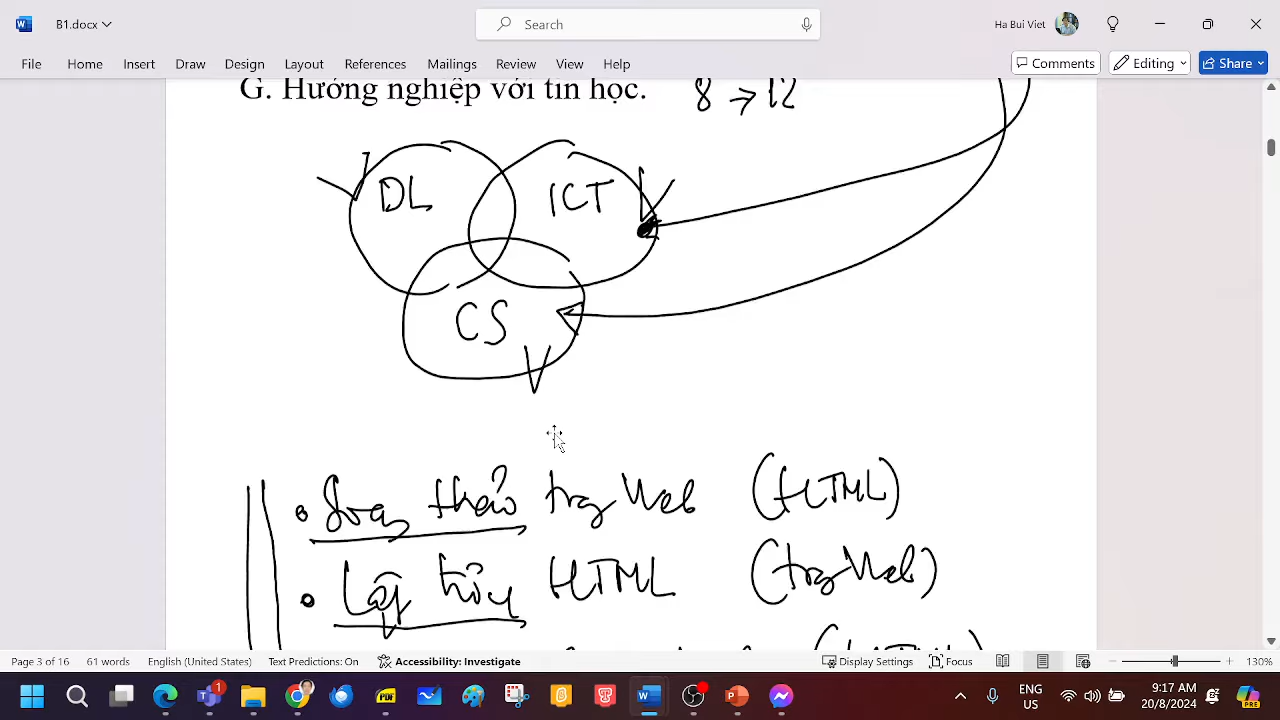 B1.docx
Search
Ha Bui Viet
File Home Insert Draw Design Layout References Mailings Review View Help
Comments Editing Share
G. Hướng nghiệp với tin học. 8 → 12
DL ICT
CS
Soạn thảo trang Web (HTML)
Lập trình HTML (trang Web)
Page 3 of 16 61 words English (United States) Text Predictions: On Accessibility: Investigate Display Settings Focus 130%
1
PDF
ENG
US
9:17 AM
20/8/2024
PRE